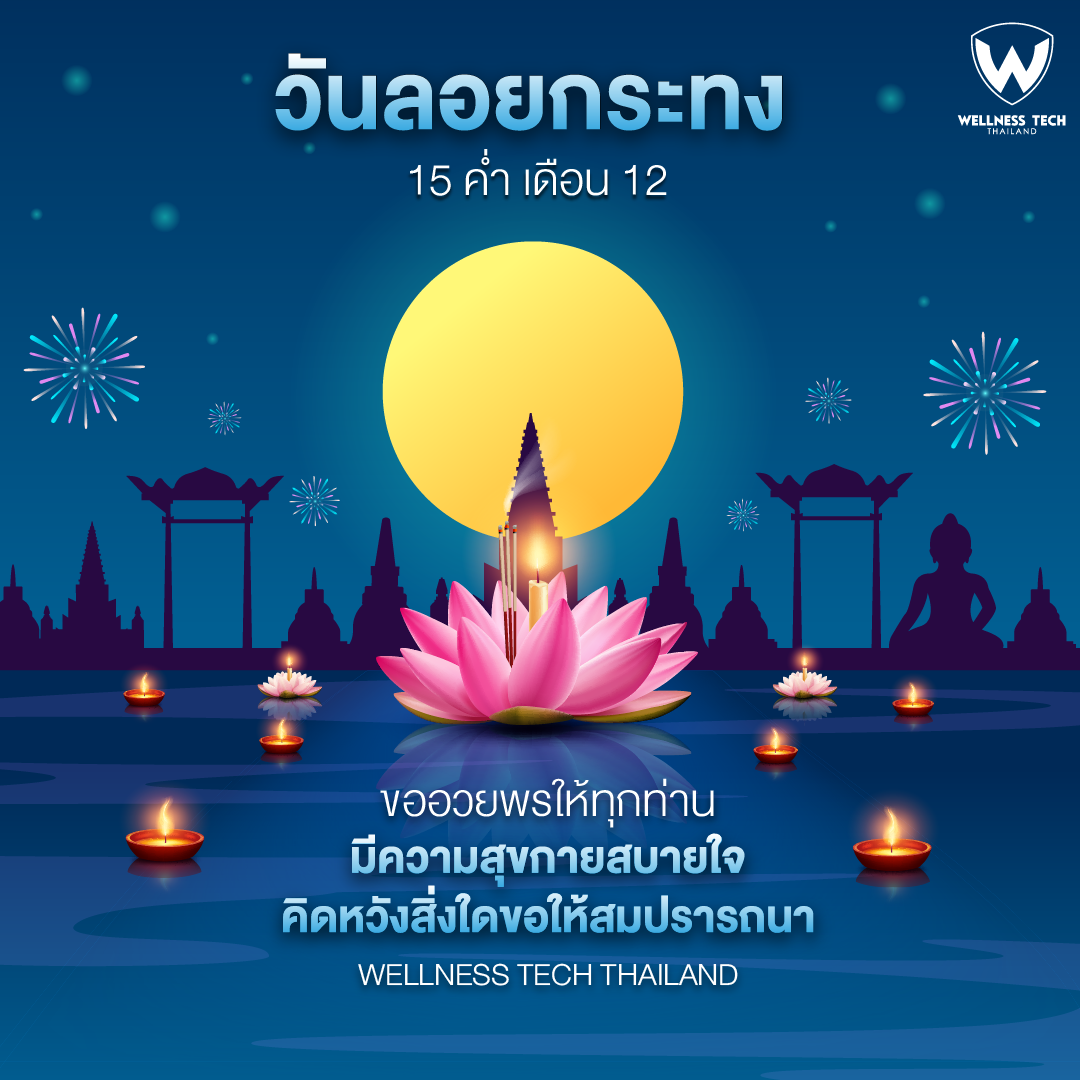 วันลอยกระทง
15 ค่ำ เดือน 12
W
WELLNESS TECH
THAILAND
ขออวยพรให้ทุกท่าน
มีความสุขกายสบายใจ
คิดหวังสิ่งใดขอให้สมปรารถนา
WELLNESS TECH THAILAND